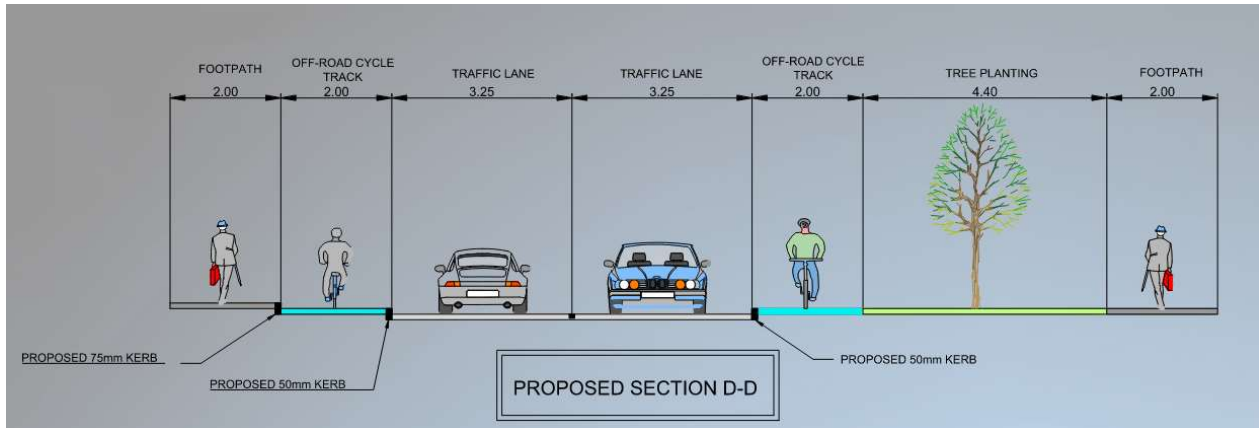 FOOTPATH
2.00
OFF-ROAD CYCLE
TRACK
2.00
TRAFFIC LANE
3.25
TRAFFIC LANE
3.25
OFF-ROAD CYCLE
TRACK
2.00
TREE PLANTING
4.40
FOOTPATH
2.00
PROPOSED 75mm KERB
PROPOSED 50mm KERB
PROPOSED 50mm KERB
PROPOSED SECTION D-D